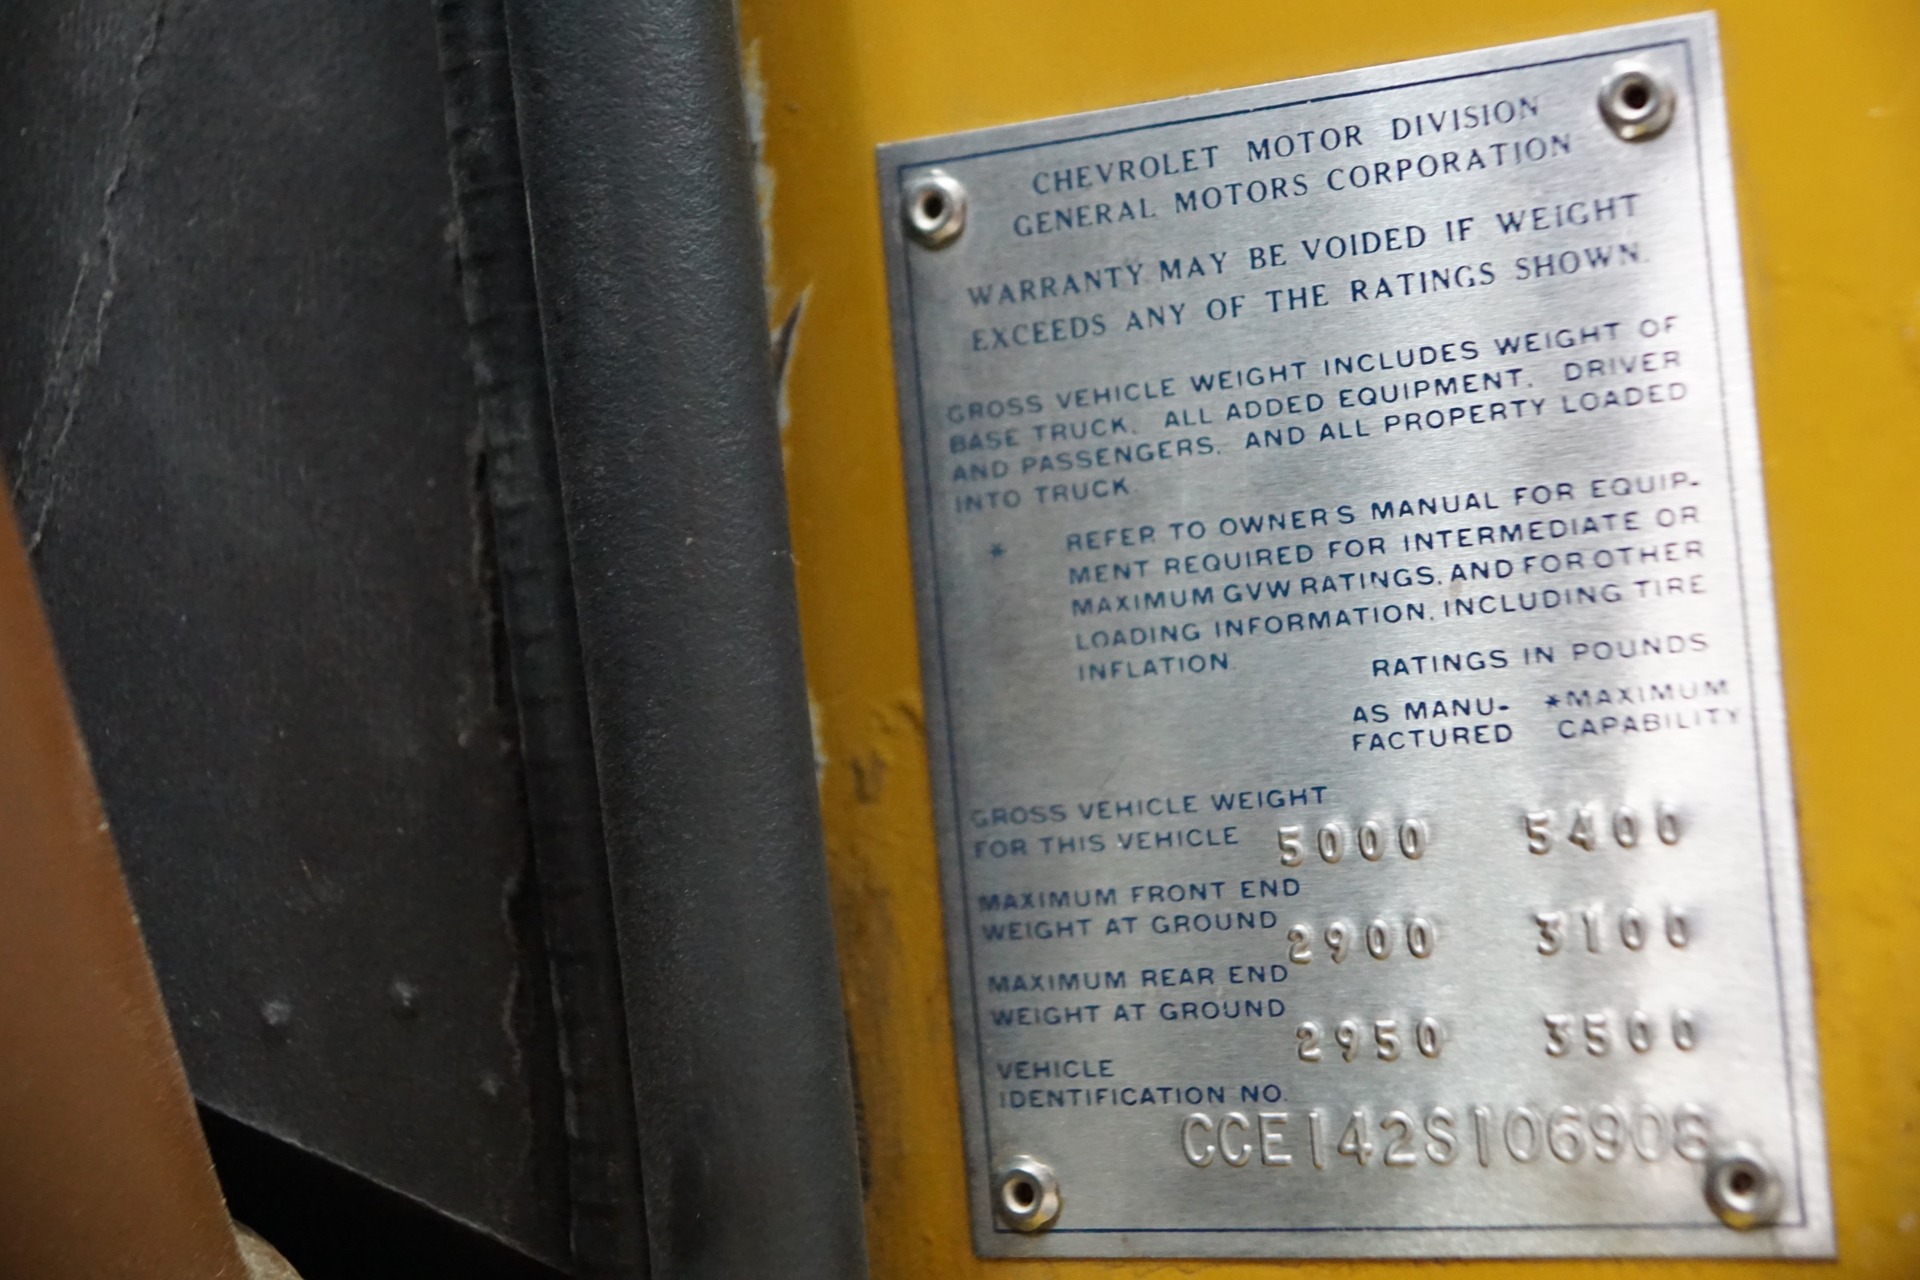 CHEVROLET MOTOR DIVISION
GENERAL MOTORS CORPORATION
WARRANTY MAY BE VOIDED IF WEIGHT
EXCEEDS ANY OF THE RATINGS SHOWN.
GROSS VEHICLE WEIGHT INCLUDES WEIGHT OF
BASE TRUCK, ALL ADDED EQUIPMENT, DRIVER
AND PASSENGERS, AND ALL PROPERTY LOADED
INTO TRUCK.
* REFER TO OWNER'S MANUAL FOR EQUIP-
MENT REQUIRED FOR INTERMEDIATE OR
MAXIMUM GVW RATINGS, AND FOR OTHER
LOADING INFORMATION, INCLUDING TIRE
INFLATION.
RATINGS IN POUNDS
AS MANU- *MAXIMUM
FACTURED CAPABILITY
GROSS VEHICLE WEIGHT
FOR THIS VEHICLE 5000 5400
MAXIMUM FRONT END
WEIGHT AT GROUND 2900 3100
MAXIMUM REAR END
WEIGHT AT GROUND 2950 3500
VEHICLE
IDENTIFICATION NO.